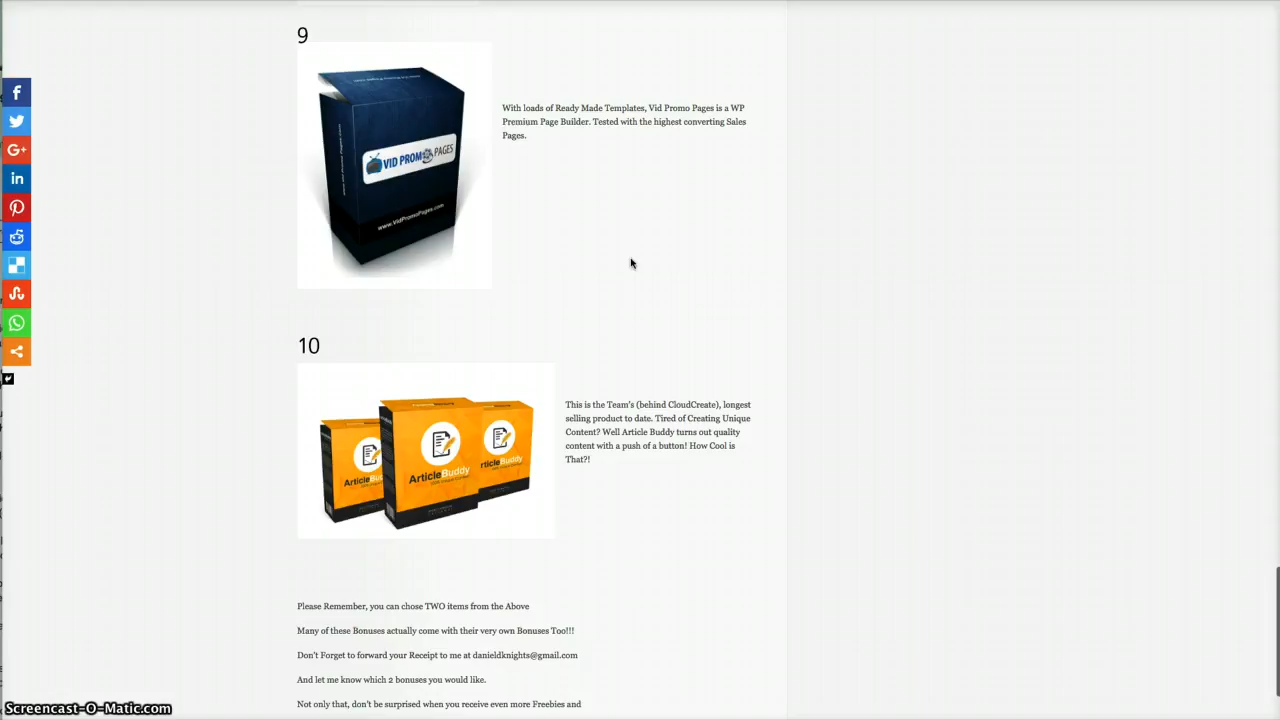 9
VID PROMO PAGES
www.VidPromoPages.com
With loads of Ready Made Templates, Vid Promo Pages is a WP
Premium Page Builder. Tested with the highest converting Sales
Pages.
10
ArticleBuddy
ArticleBuddy
This is the Team's (behind CloudCreate), longest
selling product to date. Tired of Creating Unique
Content? Well Article Buddy turns out quality
content with a push of a button! How Cool is
That?!
Please Remember, you can chose TWO items from the Above
Many of these Bonuses actually come with their very own Bonuses Too!!!
Don't Forget to forward your Receipt to me at danieldknights@gmail.com
And let me know which 2 bonuses you would like.
Not only that, don't be surprised when you receive even more Freebies and
Screencast-O-Matic.com